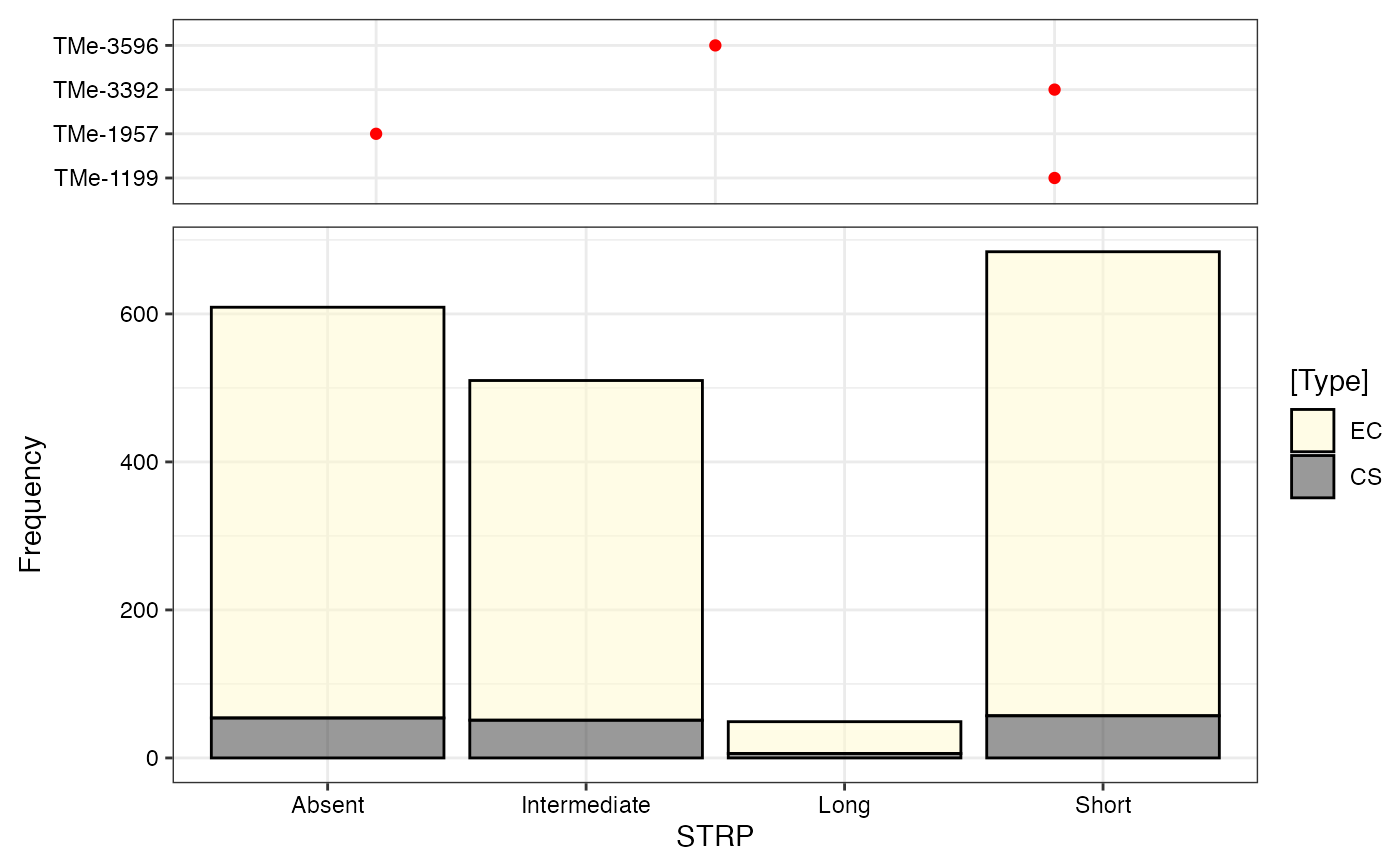 TMe-3596
TMe-3392
TMe-1957
TMe-1199
600
400
200
0
Frequency
Absent Intermediate Long Short
STRP
[Type]
EC
CS